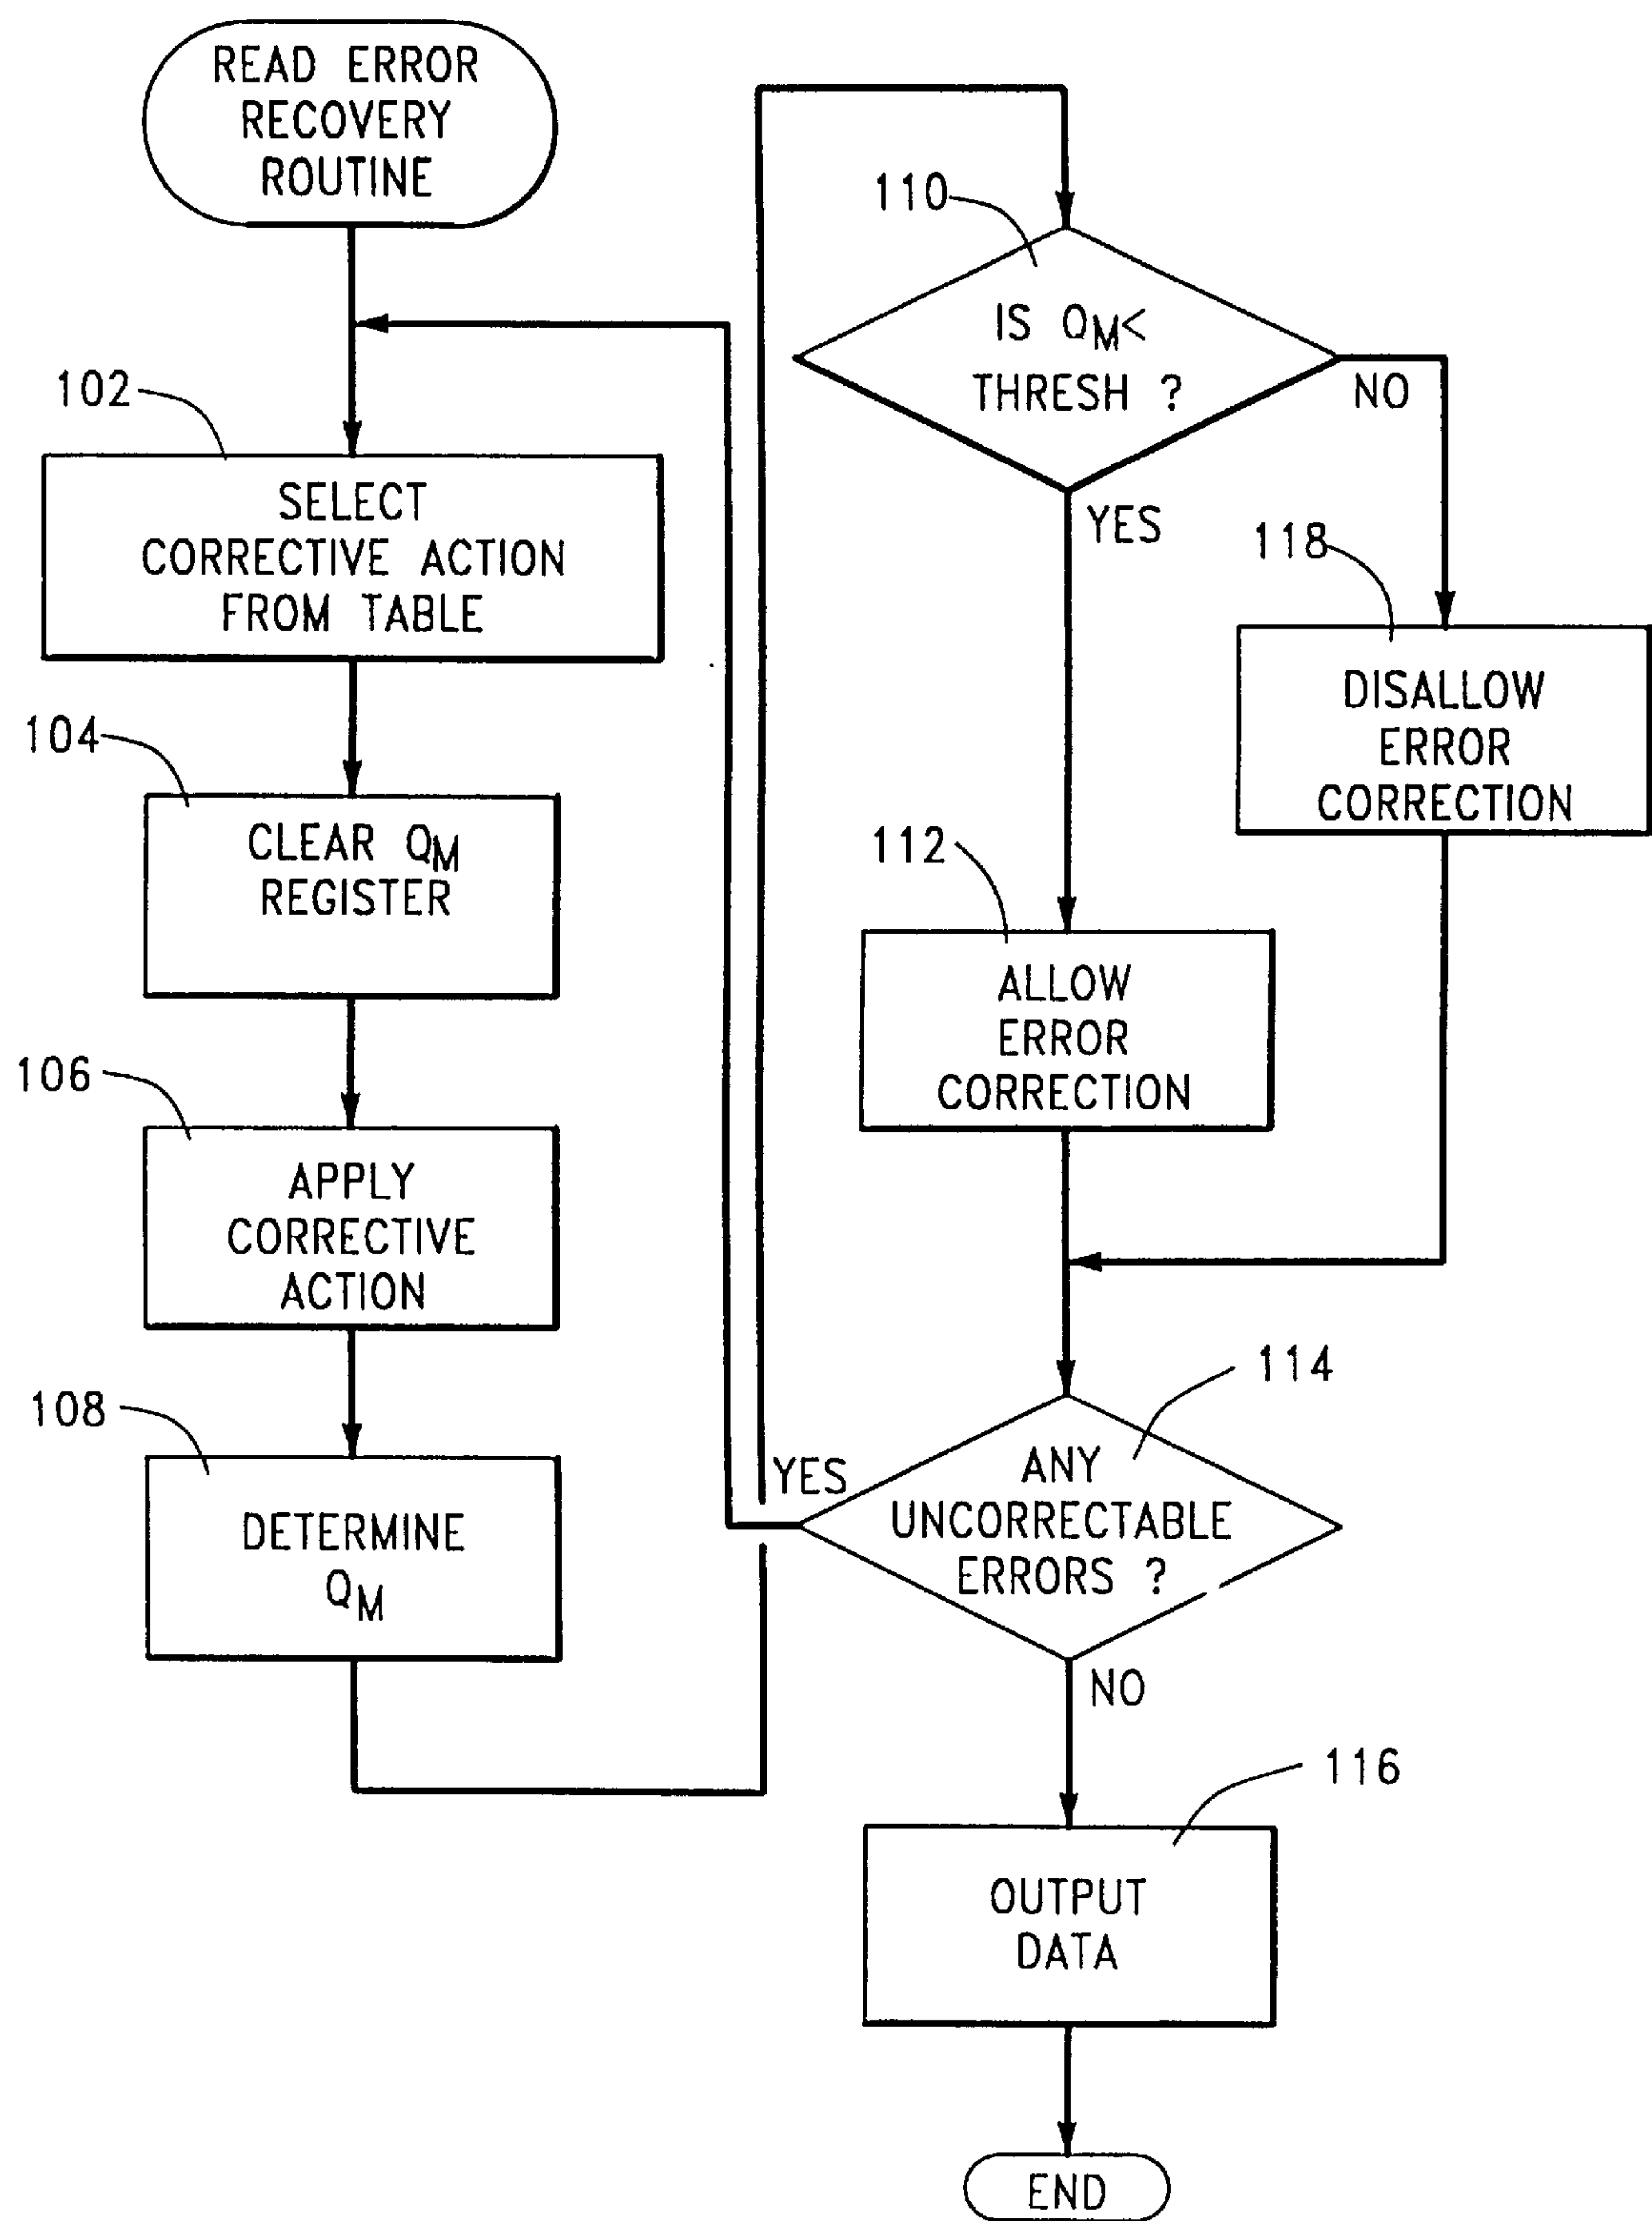 READ ERROR
RECOVERY
ROUTINE
102
SELECT
CORRECTIVE ACTION
FROM TABLE
104
CLEAR QM
REGISTER
106
APPLY
CORRECTIVE
ACTION
108
DETERMINE
QM
110
IS QM<
THRESH ?
NO
YES
118
DISALLOW
ERROR
CORRECTION
112
ALLOW
ERROR
CORRECTION
114
YES
ANY
UNCORRECTABLE
ERRORS ?
NO
116
OUTPUT
DATA
END